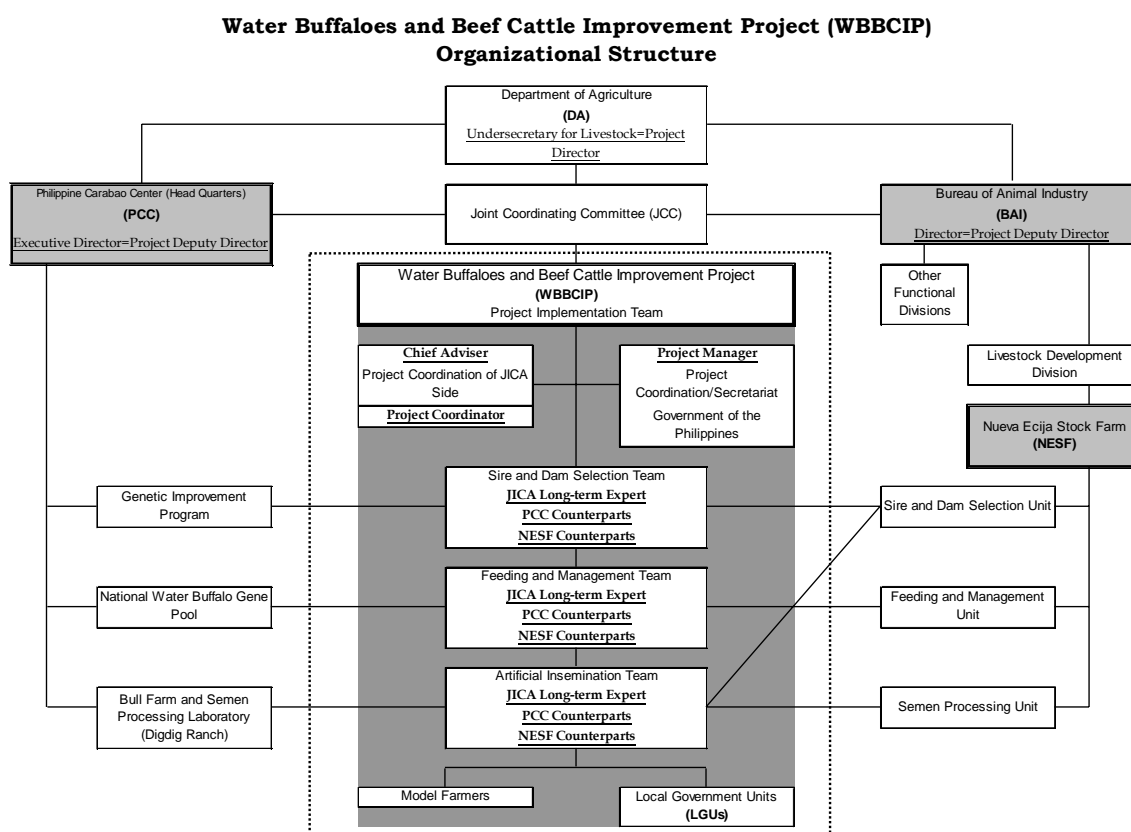 Water Buffaloes and Beef Cattle Improvement Project (WBBCIP)
Organizational Structure
Department of Agriculture
(DA)
Undersecretary for Livestock=Project
Director
Philippine Carabao Center (Head Quarters)
(PCC)
Executive Director=Project Deputy Director
Joint Coordinating Committee (JCC)
Bureau of Animal Industry
(BAI)
Director=Project Deputy Director
Water Buffaloes and Beef Cattle Improvement Project
(WBBCIP)
Project Implementation Team
Other
Functional
Divisions
Chief Adviser
Project Coordination of JICA
Side
Project Coordinator
Project Manager
Project
Coordination/Secretariat
Government of the
Philippines
Livestock Development
Division
Nueva Ecija Stock Farm
(NESF)
Genetic Improvement
Program
Sire and Dam Selection Team
JICA Long-term Expert
PCC Counterparts
NESF Counterparts
Sire and Dam Selection Unit
National Water Buffalo Gene
Pool
Feeding and Management Team
JICA Long-term Expert
PCC Counterparts
NESF Counterparts
Feeding and Management
Unit
Bull Farm and Semen
Processing Laboratory
(Digdig Ranch)
Artificial Insemination Team
JICA Long-term Expert
PCC Counterparts
NESF Counterparts
Semen Processing Unit
Model Farmers
Local Government Units
(LGUs)